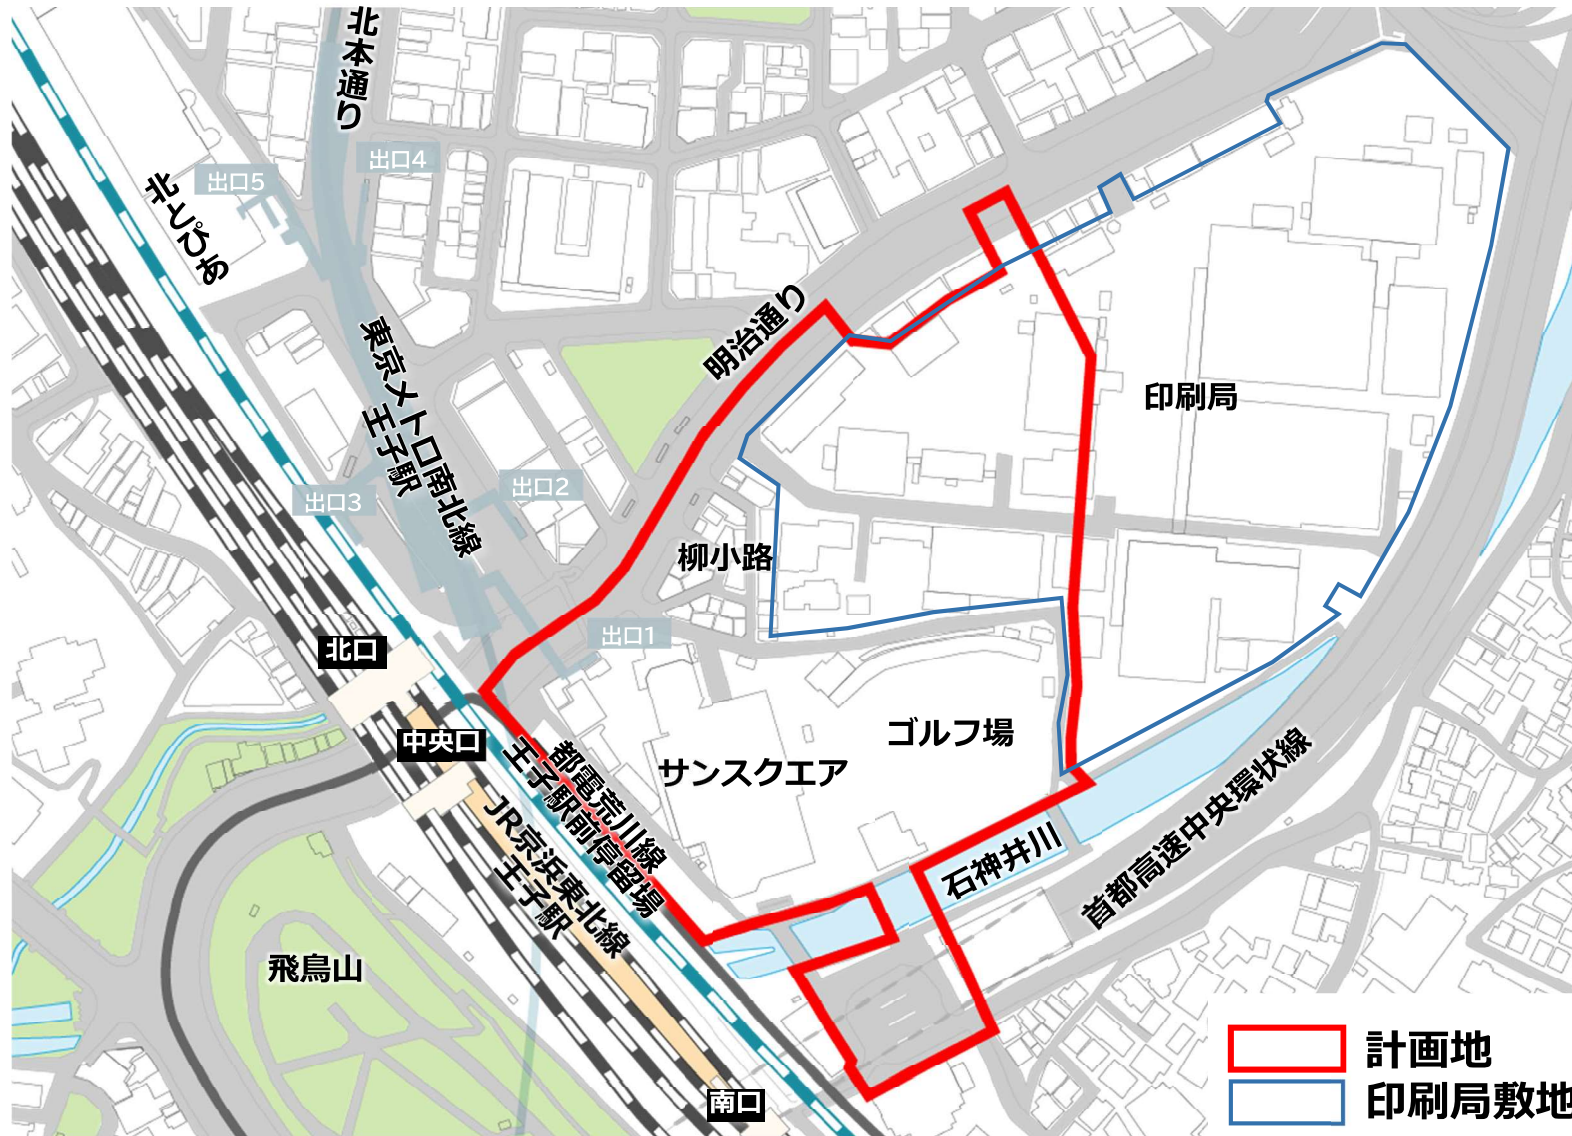 北本通り
出口4
出口5
北とぴあ
明治通り
東京メトロ南北線
王子駅
印刷局
出口2
出口3
柳小路
出口1
北口
中央口
ゴルフ場
サンスクエア
都電荒川線
王子駅前停留場
JR京浜東北線
王子駅
石神井川
首都高速中央環状線
飛鳥山
南口
計画地
印刷局敷地